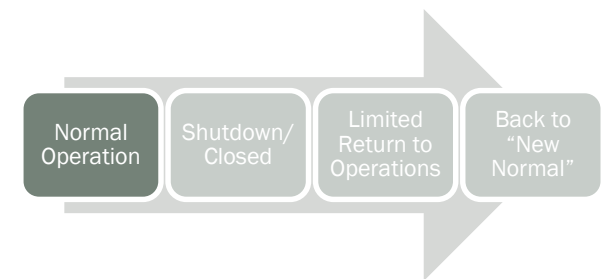 Normal
Operation
Shutdown/
Closed
Limited
Return to
Operations
Back to
“New
Normal”